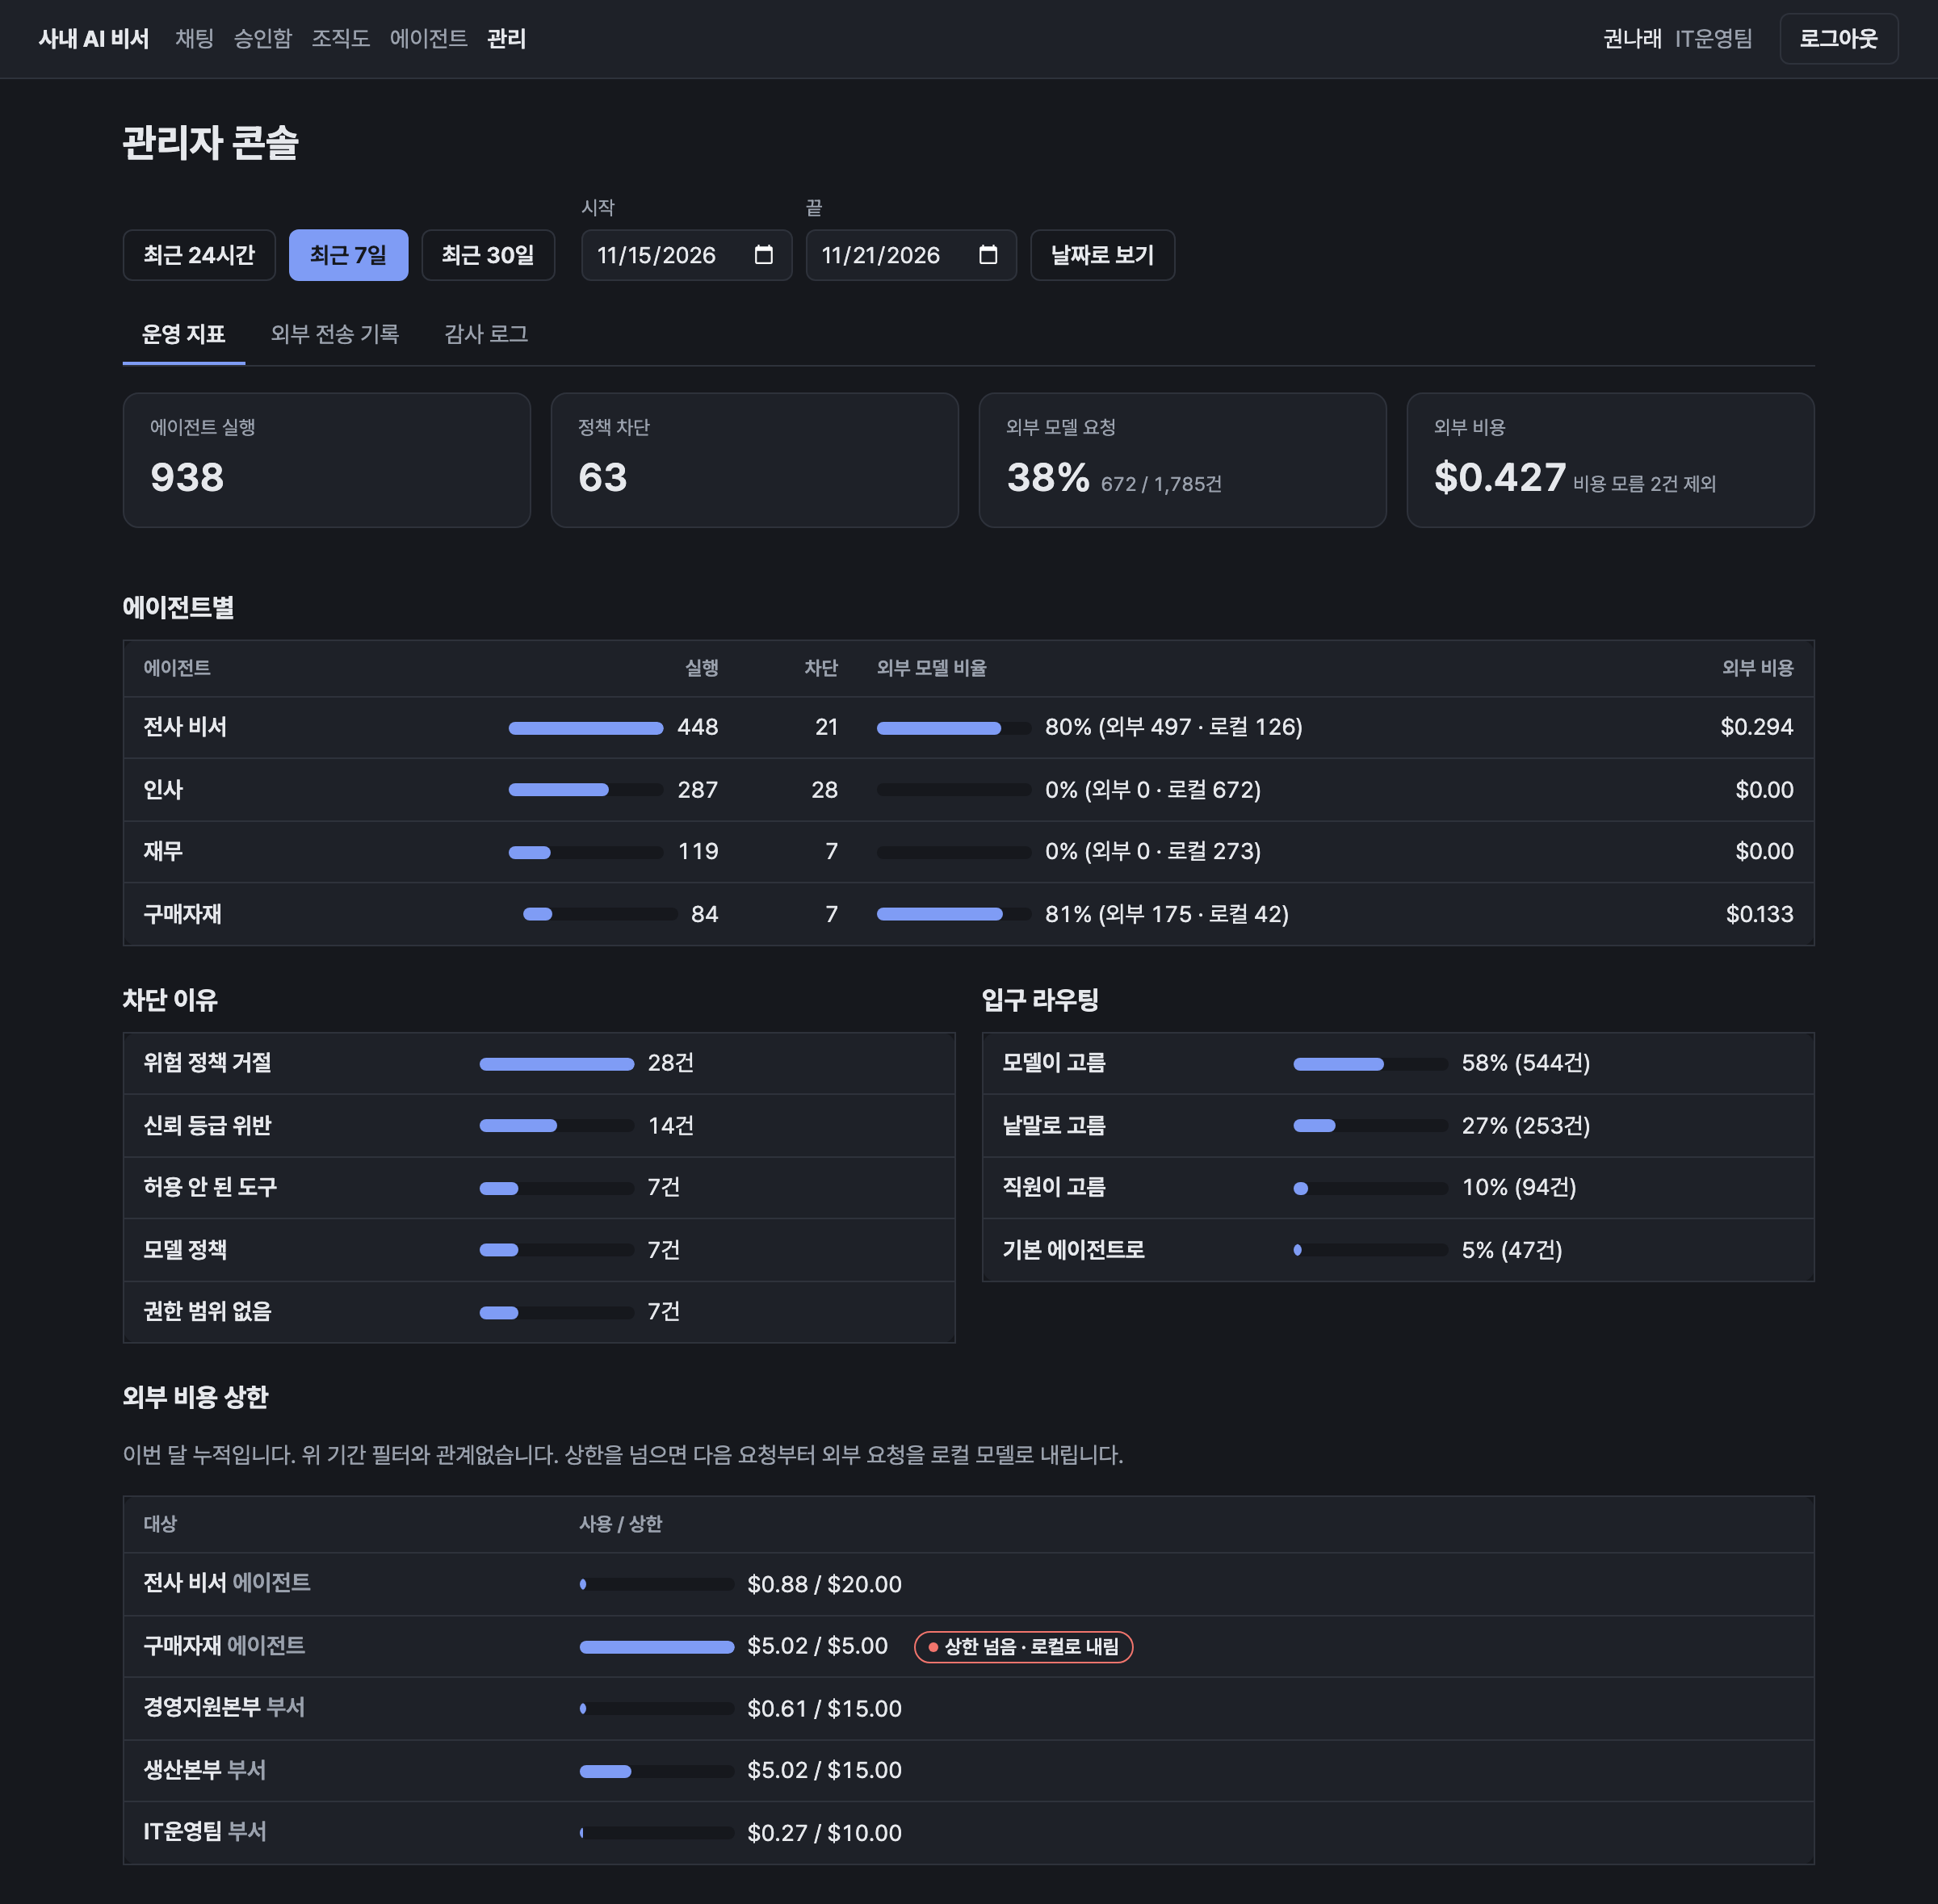 사내 AI 비서 채팅 승인함 조직도 에이전트 관리 권나래 IT운영팀 로그아웃
관리자 콘솔
시작 끝
최근 24시간 최근 7일 최근 30일 11/15/2026 11/21/2026 날짜로 보기
운영 지표 외부 전송 기록 감사 로그
에이전트 실행
938
정책 차단
63
외부 모델 요청
38% 672 / 1,785건
외부 비용
$0.427 비용 모름 2건 제외
에이전트별
에이전트 실행 차단 외부 모델 비율 외부 비용
전사 비서 448 21 80% (외부 497 · 로컬 126) $0.294
인사 287 28 0% (외부 0 · 로컬 672) $0.00
재무 119 7 0% (외부 0 · 로컬 273) $0.00
구매자재 84 7 81% (외부 175 · 로컬 42) $0.133
차단 이유
위험 정책 거절 28건
신뢰 등급 위반 14건
허용 안 된 도구 7건
모델 정책 7건
권한 범위 없음 7건
입구 라우팅
모델이 고름 58% (544건)
낱말로 고름 27% (253건)
직원이 고름 10% (94건)
기본 에이전트로 5% (47건)
외부 비용 상한
이번 달 누적입니다. 위 기간 필터와 관계없습니다. 상한을 넘으면 다음 요청부터 외부 요청을 로컬 모델로 내립니다.
대상 사용 / 상한
전사 비서 에이전트 $0.88 / $20.00
구매자재 에이전트 $5.02 / $5.00 상한 넘음 · 로컬로 내림
경영지원본부 부서 $0.61 / $15.00
생산본부 부서 $5.02 / $15.00
IT운영팀 부서 $0.27 / $10.00